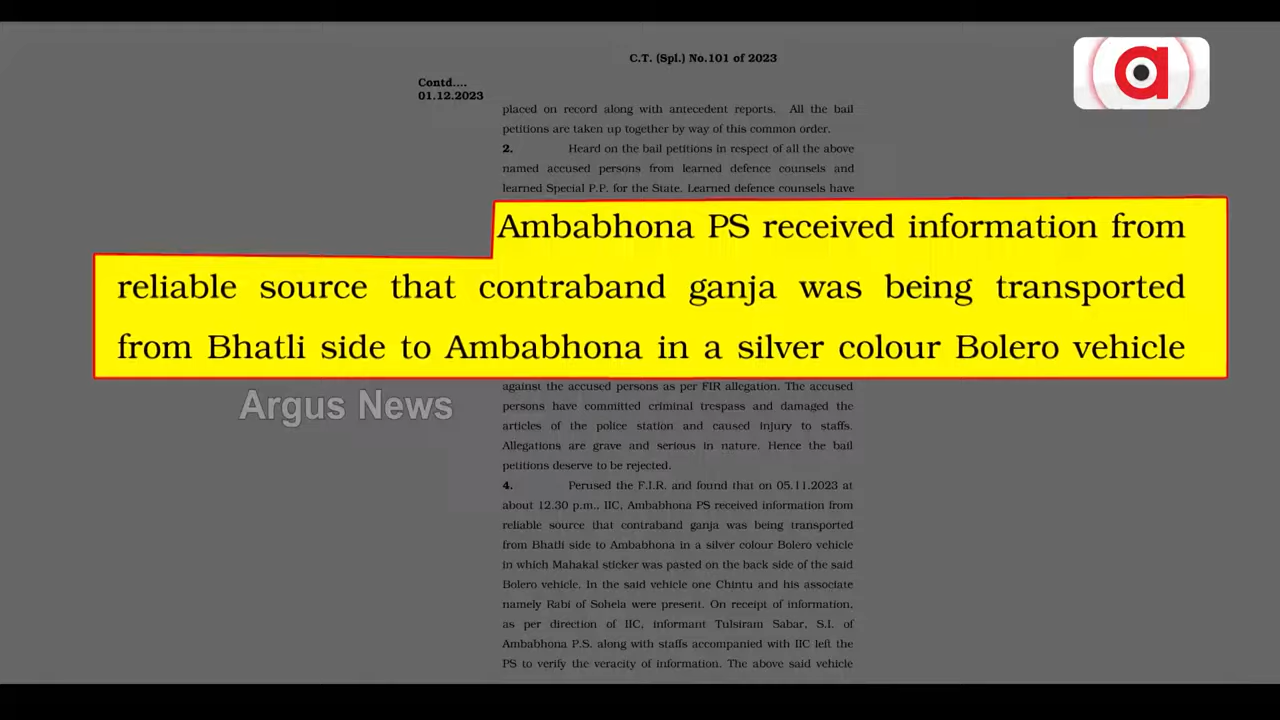 C.T. (Spl.) No.101 of 2023
Contd....
01.12.2023
placed on record along with antecedent reports. All the bail
petitions are taken up together by way of this common order.
2. Heard on the bail petitions in respect of all the above
named accused persons from learned defence counsels and
learned Special P.P. for the State. Learned defence counsels have
Ambabhona PS received information from
reliable source that contraband ganja was being transported
from Bhatli side to Ambabhona in a silver colour Bolero vehicle
against the accused persons as per FIR allegation. The accused
persons have committed criminal trespass and damaged the
articles of the police station and caused injury to staffs.
Allegations are grave and serious in nature. Hence the bail
petitions deserve to be rejected.
4. Perused the F.I.R. and found that on 05.11.2023 at
about 12.30 p.m., IIC, Ambabhona PS received information from
reliable source that contraband ganja was being transported
from Bhatli side to Ambabhona in a silver colour Bolero vehicle
in which Mahakal sticker was pasted on the back side of the said
Bolero vehicle. In the said vehicle one Chintu and his associate
namely Rabi of Sohela were present. On receipt of information,
as per direction of IIC, informant Tulsiram Sabar, S.I. of
Ambabhona P.S. along with staffs accompanied with IIC left the
PS to verify the veracity of information. The above said vehicle
Argus News
a